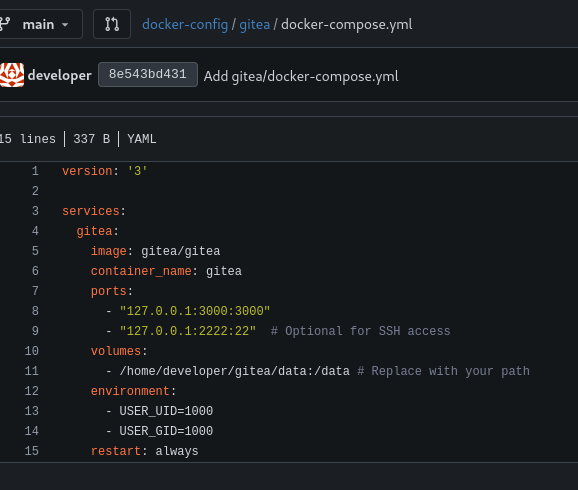 main
docker-config / gitea / docker-compose.yml
developer 8e543bd431 Add gitea/docker-compose.yml
15 lines | 337 B | YAML
1 version: '3'
2
3 services:
4   gitea:
5     image: gitea/gitea
6     container_name: gitea
7     ports:
8       - "127.0.0.1:3000:3000"
9       - "127.0.0.1:2222:22"  # Optional for SSH access
10     volumes:
11       - /home/developer/gitea/data:/data # Replace with your path
12     environment:
13       - USER_UID=1000
14       - USER_GID=1000
15     restart: always